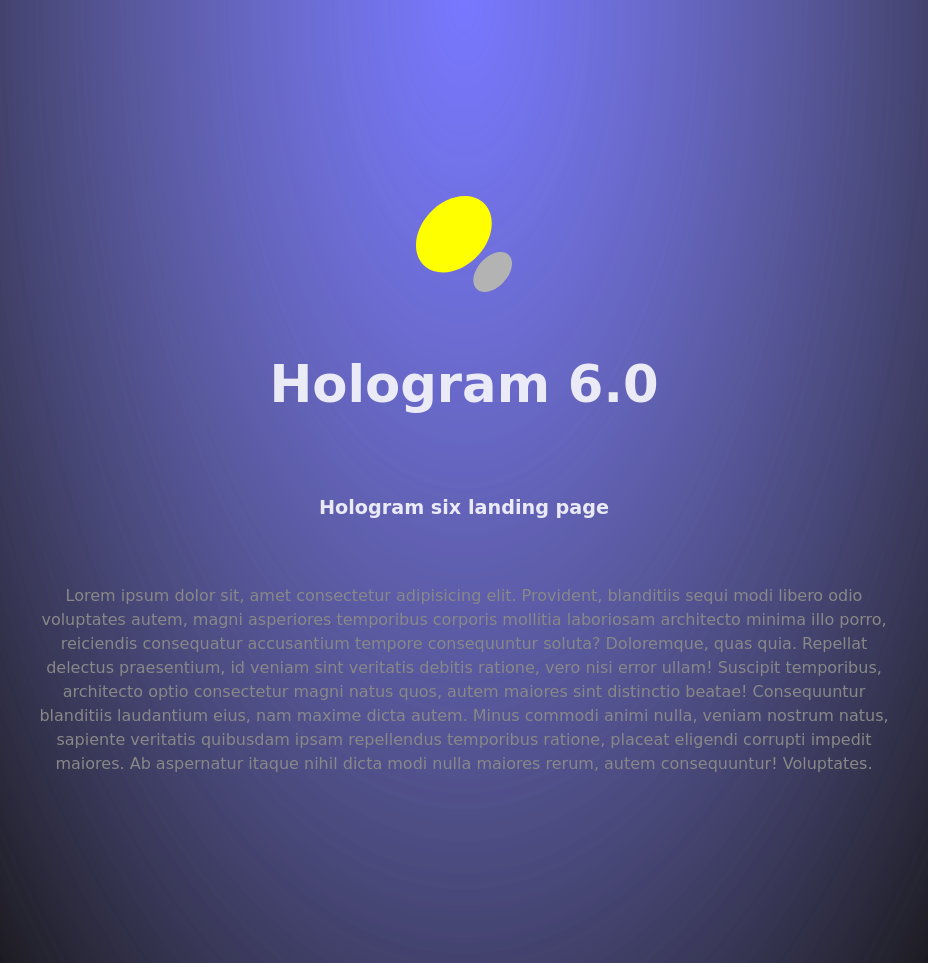 Hologram 6.0
Hologram six landing page
Lorem ipsum dolor sit, amet consectetur adipisicing elit. Provident, blanditiis sequi modi libero odio
voluptates autem, magni asperiores temporibus corporis mollitia laboriosam architecto minima illo porro,
reiciendis consequatur accusantium tempore consequuntur soluta? Doloremque, quas quia. Repellat
delectus praesentium, id veniam sint veritatis debitis ratione, vero nisi error ullam! Suscipit temporibus,
architecto optio consectetur magni natus quos, autem maiores sint distinctio beatae! Consequuntur
blanditiis laudantium eius, nam maxime dicta autem. Minus commodi animi nulla, veniam nostrum natus,
sapiente veritatis quibusdam ipsam repellendus temporibus ratione, placeat eligendi corrupti impedit
maiores. Ab aspernatur itaque nihil dicta modi nulla maiores rerum, autem consequuntur! Voluptates.